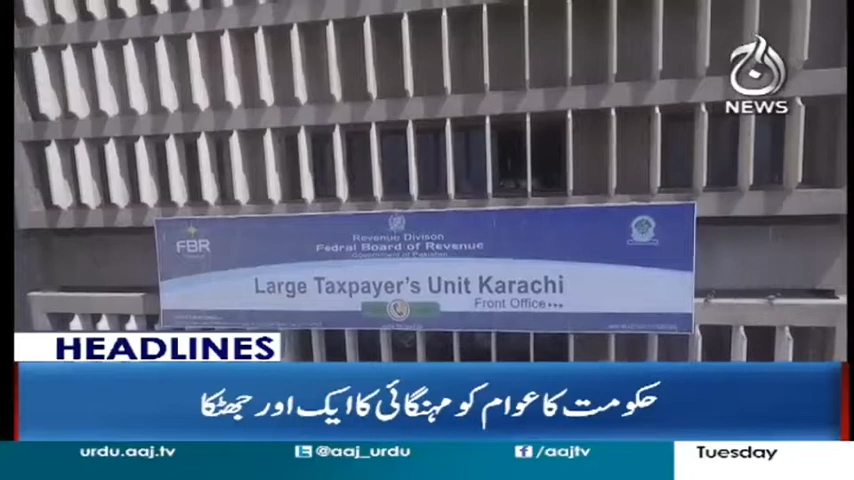 NEWS
FBR
Revenue Division
Fedral Board of Revenue
Government of Pakistan
Large Taxpayer's Unit Karachi
Front Office...
HEADLINES
حکومت کا عوام کو مہنگائی کا ایک اور جھٹکا
urdu.aaj.tv
@aaj_urdu
/aajtv
Tuesday